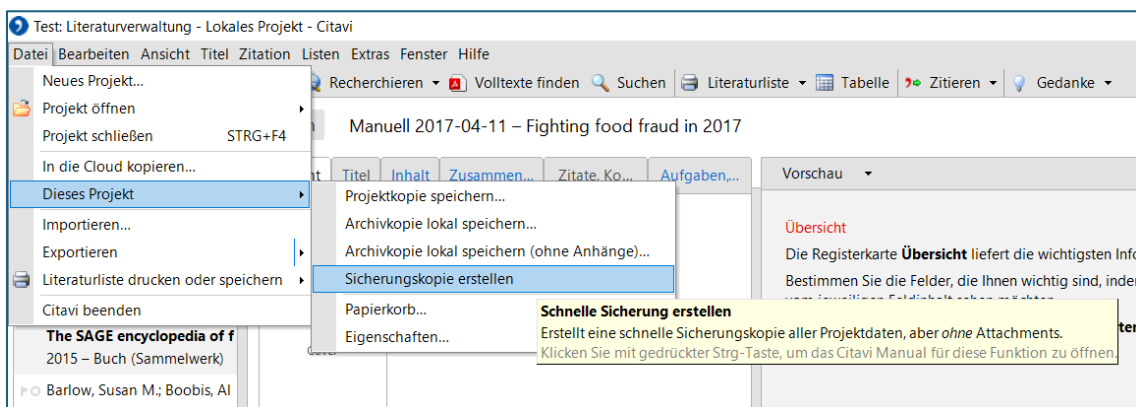 Test: Literaturverwaltung - Lokales Projekt - Citavi
Datei Bearbeiten Ansicht Titel Zitation Listen Extras Fenster Hilfe
Recherchieren Volltexte finden Suchen Literaturliste Tabelle Zitieren Gedanke
Manuell 2017-04-11 – Fighting food fraud in 2017
Titel Inhalt Zusammen... Zitate, Ko... Aufgaben,...
Neues Projekt...
Projekt öffnen
Projekt schließen STRG+F4
In die Cloud kopieren...
Dieses Projekt
Importieren...
Exportieren
Literaturliste drucken oder speichern
Citavi beenden
Projektkopie speichern...
Archivkopie lokal speichern...
Archivkopie lokal speichern (ohne Anhänge)...
Sicherungskopie erstellen
Papierkorb...
Eigenschaften...
Schnelle Sicherung erstellen
Erstellt eine schnelle Sicherungskopie aller Projektdaten, aber ohne Attachments.
Klicken Sie mit gedrückter Strg-Taste, um das Citavi Manual für diese Funktion zu öffnen.
Vorschau
Übersicht
Die Registerkarte Übersicht liefert die wichtigsten Info
Bestimmen Sie die Felder, die Ihnen wichtig sind, inde
The SAGE encyclopedia of f
2015 – Buch (Sammelwerk)
Barlow, Susan M.; Boobis, Al